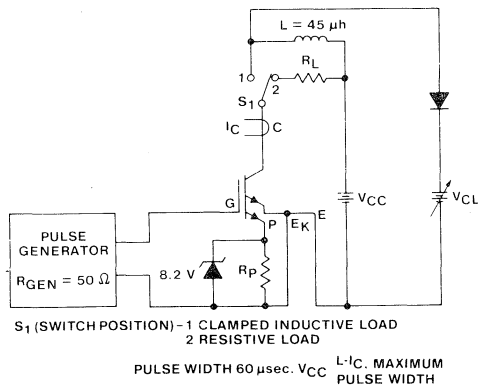 L = 45 μh
RL
1
2
S1
IC
C
G
P
EK
E
VCC
VCL
PULSE
GENERATOR
RGEN = 50 Ω
8.2 V
RP
S1 (SWITCH POSITION) – 1 CLAMPED INDUCTIVE LOAD
2 RESISTIVE LOAD
PULSE WIDTH 60 μsec. VCC L-IC. MAXIMUM
PULSE WIDTH